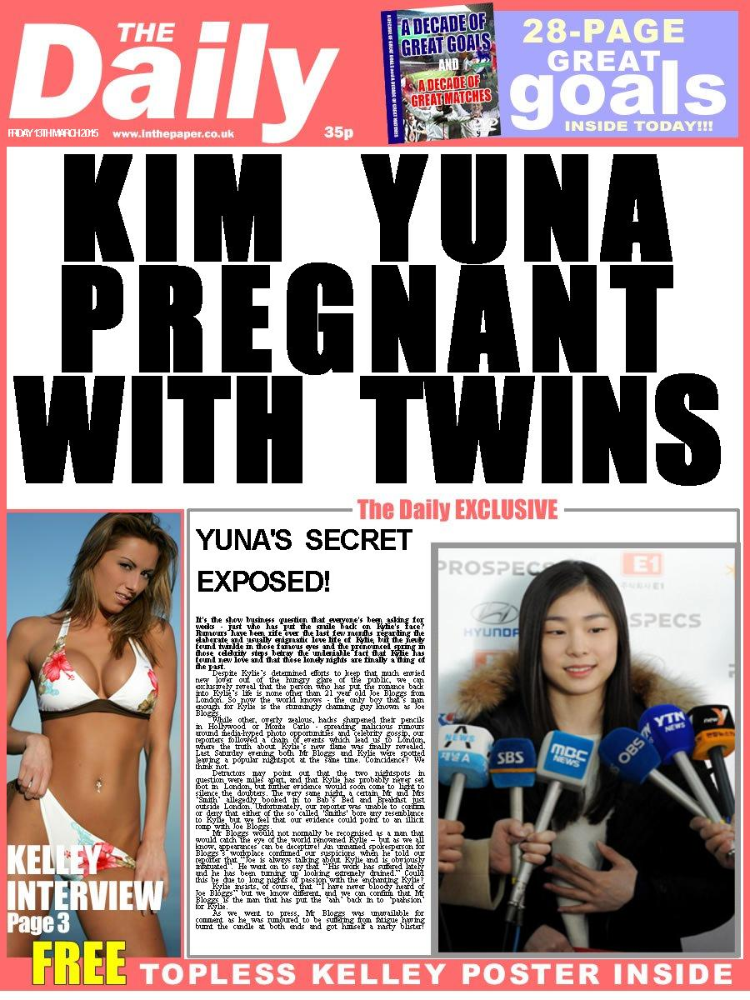 THE
Daily
FRIDAY 13TH MARCH 2015
www.inthepaper.co.uk
35p
A DECADE OF
GREAT GOALS
AND
A DECADE OF
GREAT MATCHES
28-PAGE
GREAT
goals
INSIDE TODAY!!!
KIM YUNA
PREGNANT
WITH TWINS
The Daily EXCLUSIVE
YUNA'S SECRET
EXPOSED!
It's the show business question that everyone's been asking for
weeks - just who has put the smile back on Kylie's face?
Rumours have been rife over the last few months regarding the
elaborate and usually enigmatic love life of Kylie, but the newly
found twinkle in those famous eyes and the pronounced spring in
those celebrity steps betray the undeniable fact that Kylie has
found new love and that those lonely nights are finally a thing of
the past.
Despite Kylie's determined efforts to keep that much envied
new lover out of the hungry glare of the public, we can
exclusively reveal that the person who has put the romance back
into Kylie's life is none other than 21 year old Joe Bloggs from
London. So now the world knows - the only boy that's man
enough for Kylie is the stunningly charming guy known as Joe
Bloggs.
While other, overly zealous, hacks sharpened their pencils
in Hollywood or Monte Carlo - spreading malicious rumours
around media-hyped photo opportunities and celebrity gossip, our
reporters followed a chain of events which lead us to London,
where the truth about Kylie's new flame was finally revealed.
Last Saturday evening both Mr Bloggs and Kylie were spotted
leaving a popular nightspot at the same time. Coincidence? We
think not.
Detractors may point out that the two nightspots in
question were miles apart, and that Kylie has probably never set
foot in London, but further evidence would soon come to light to
silence the doubters. The very same night, a certain Mr and Mrs
"Smith" allegedly booked in to Bab's Bed and Breakfast just
outside London. Unfortunately, our reporter was unable to confirm
or deny that either of the so called 'Smiths' bore any resemblance
to Kylie but we feel that our evidence could point to an illicit
romp with Joe Bloggs.
Mr Bloggs would not normally be recognised as a man that
would catch the eye of the world renowned Kylie – but as we all
know, appearances can be deceptive! An unnamed spokesperson for
Bloggs's workplace confirmed our suspicions when he told our
reporter that "Joe is always talking about Kylie and is obviously
infatuated". He went on to say that "His work has suffered lately
and he has been turning up looking extremely drained." Could
this be due to long nights of passion with the enchanting Kylie?
Kylie insists, of course, that "I have never bloody heard of
Joe Bloggs" but we know different, and we can confirm that Mr
Bloggs is the man that has put the "aah" back in to "paahsion"
for Kylie.
As we went to press, Mr Bloggs was unavailable for
comment as he was rumoured to be suffering from fatigue having
burnt the candle at both ends and got himself a nasty blister!
PROSPECS
E1
주식회사 E1
HYUNDAI
SPECS
NEWS
채널A
SBS
MBC
NEWS
OBS
YTN
NEWS
new
KELLEY
INTERVIEW
Page 3
FREE TOPLESS KELLEY POSTER INSIDE